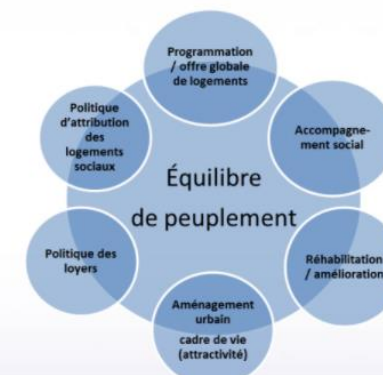 Programmation
/ offre globale
de logements
Politique
d'attribution
des
logements
sociaux
Accompagne-
ment social
Équilibre
de peuplement
Politique des
loyers
Réhabilitation
/ amélioration
Aménagement
urbain
cadre de vie
(attractivité)